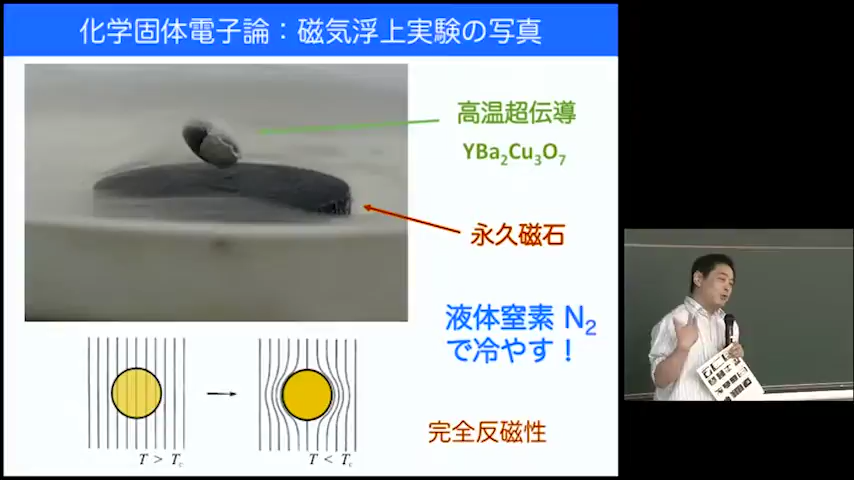 化学固体電子論：磁気浮上実験の写真
高温超伝導
YBa₂Cu₃O₇
永久磁石
液体窒素 N₂
で冷やす！
完全反磁性
T > Tc
T < Tc